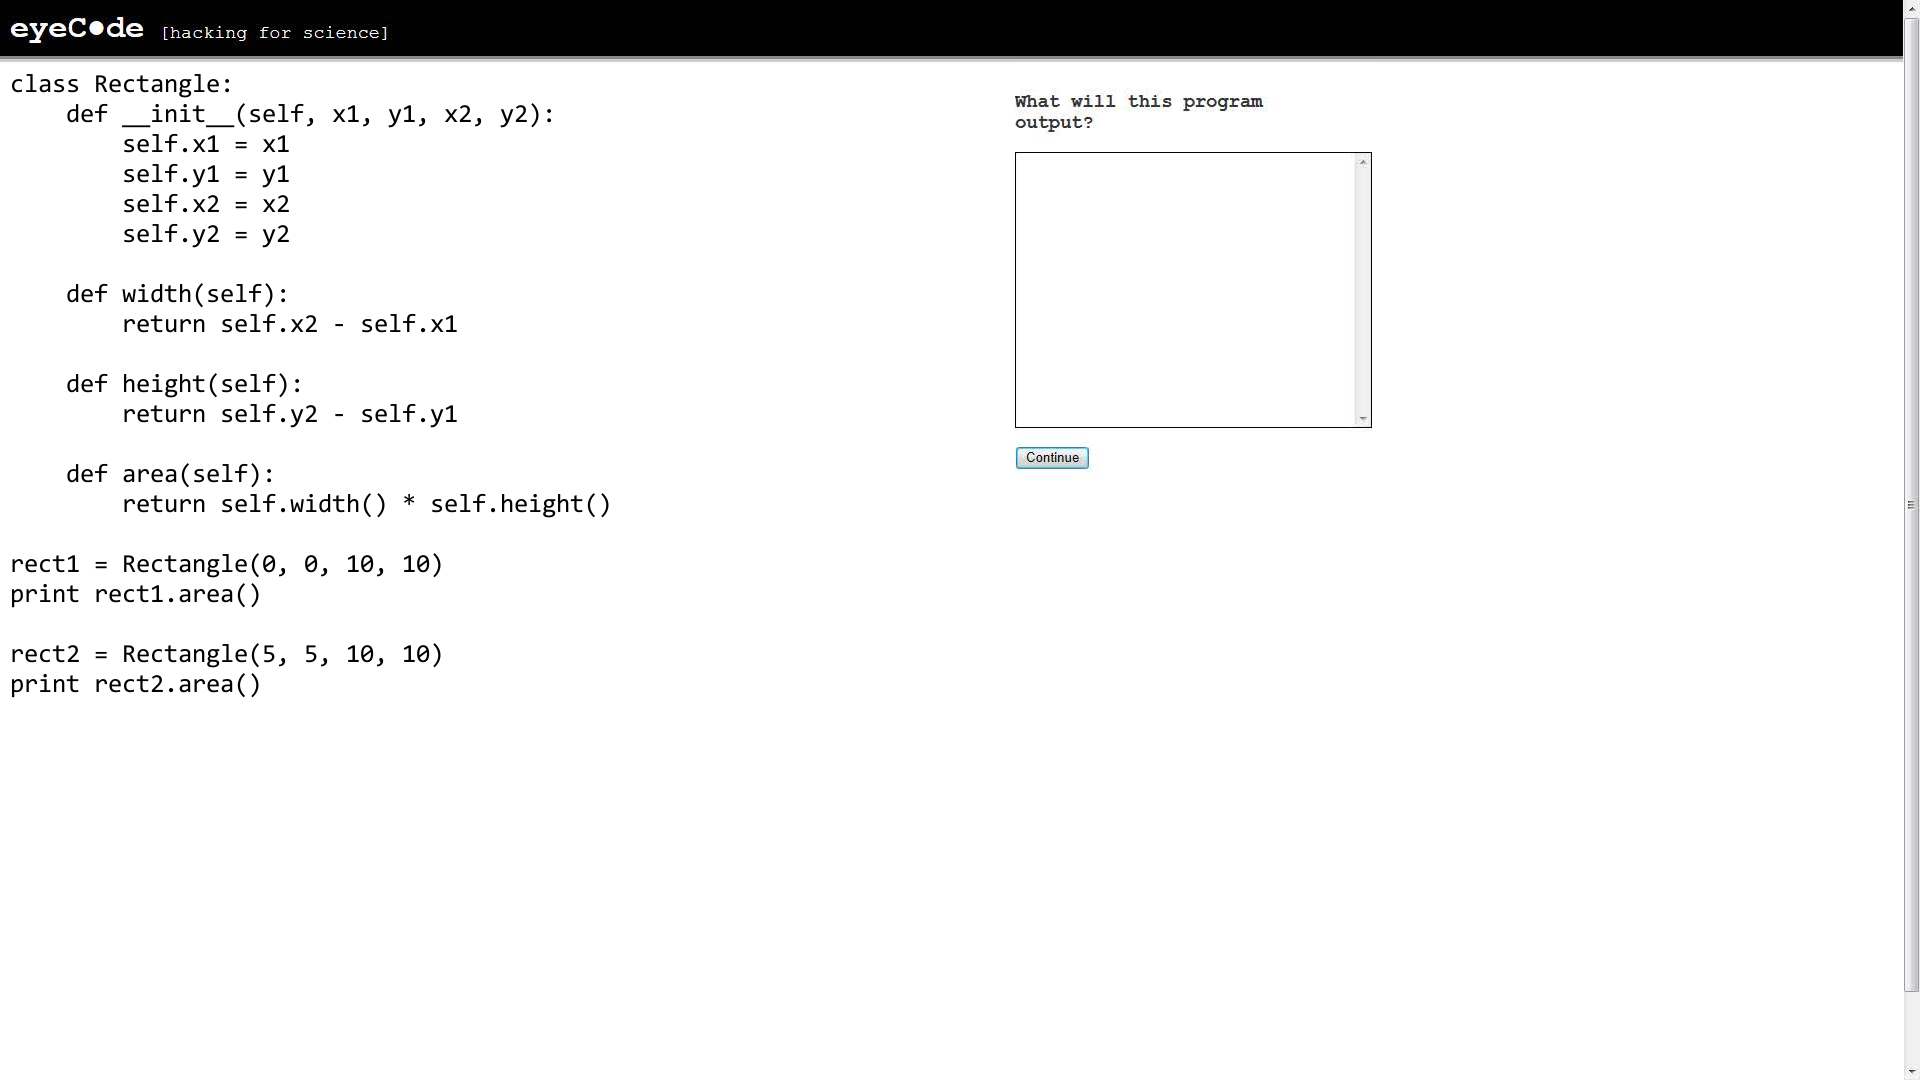 eyeC●de [hacking for science]
class Rectangle:
    def __init__(self, x1, y1, x2, y2):
        self.x1 = x1
        self.y1 = y1
        self.x2 = x2
        self.y2 = y2

    def width(self):
        return self.x2 - self.x1

    def height(self):
        return self.y2 - self.y1

    def area(self):
        return self.width() * self.height()

rect1 = Rectangle(0, 0, 10, 10)
print rect1.area()

rect2 = Rectangle(5, 5, 10, 10)
print rect2.area()
What will this program
output?
Continue